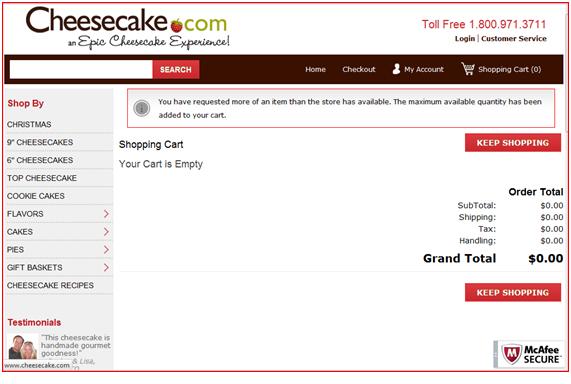 Cheesecake.com
an Epic Cheesecake Experience!
Toll Free 1.800.971.3711
Login | Customer Service
SEARCH
Home Checkout My Account Shopping Cart (0)
Shop By
CHRISTMAS
9" CHEESECAKES
6" CHEESECAKES
TOP CHEESECAKE
COOKIE CAKES
FLAVORS
CAKES
PIES
GIFT BASKETS
CHEESECAKE RECIPES
Testimonials
"This cheesecake is
handmade gourmet
goodness!"
& Lisa,
www.cheesecake.com
You have requested more of an item than the store has available. The maximum available quantity has been
added to your cart.
Shopping Cart
KEEP SHOPPING
Your Cart is Empty
Order Total
SubTotal: $0.00
Shipping: $0.00
Tax: $0.00
Handling: $0.00
Grand Total $0.00
KEEP SHOPPING
McAfee
SECURE™